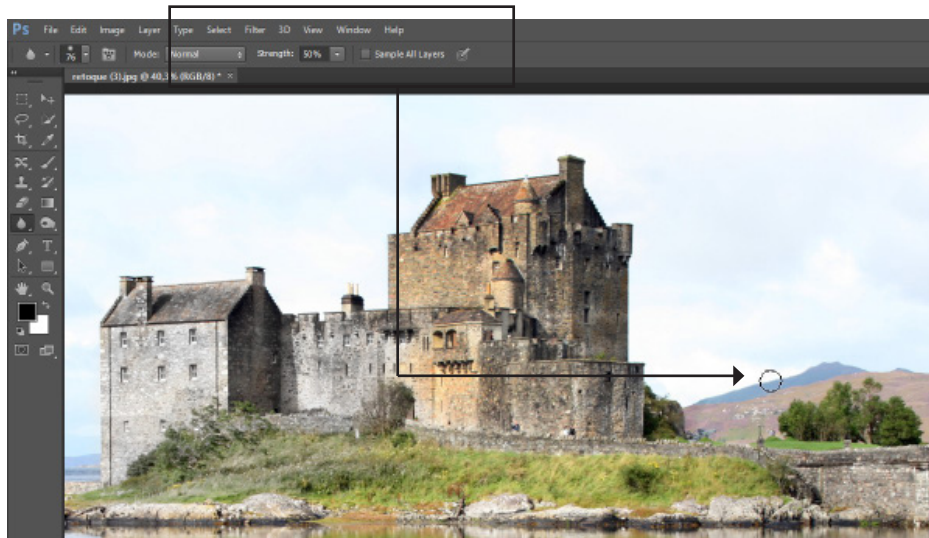 Ps File Edit Image Layer Type Select Filter 3D View Window Help
76 Mode: Normal Strength: 50% Sample All Layers
retoque (3).jpg @ 40,3% (RGB/8) * ×